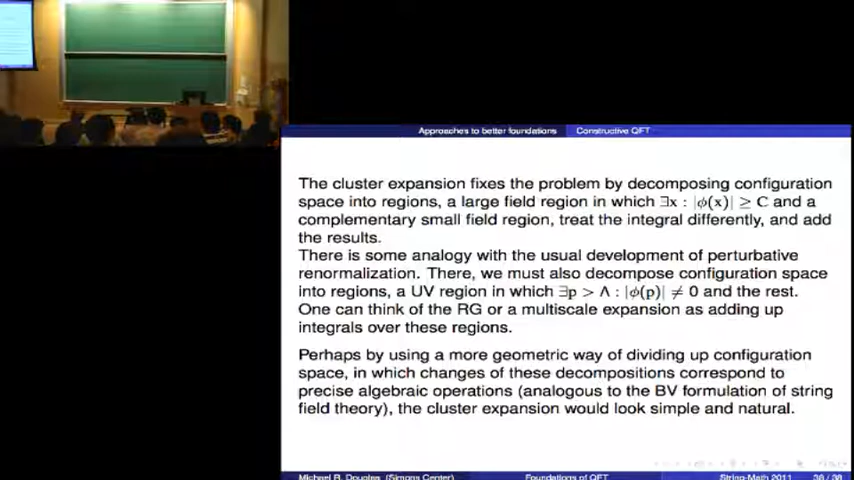 Approaches to better foundations Constructive QFT
The cluster expansion fixes the problem by decomposing configuration
space into regions, a large field region in which ∃x : |ϕ(x)| ≥ C and a
complementary small field region, treat the integral differently, and add
the results.
There is some analogy with the usual development of perturbative
renormalization. There, we must also decompose configuration space
into regions, a UV region in which ∃p > Λ : |ϕ(p)| ≠ 0 and the rest.
One can think of the RG or a multiscale expansion as adding up
integrals over these regions.
Perhaps by using a more geometric way of dividing up configuration
space, in which changes of these decompositions correspond to
precise algebraic operations (analogous to the BV formulation of string
field theory), the cluster expansion would look simple and natural.
Michael R. Douglas (Simons Center) Foundations of QFT String-Math 2011 38 / 38